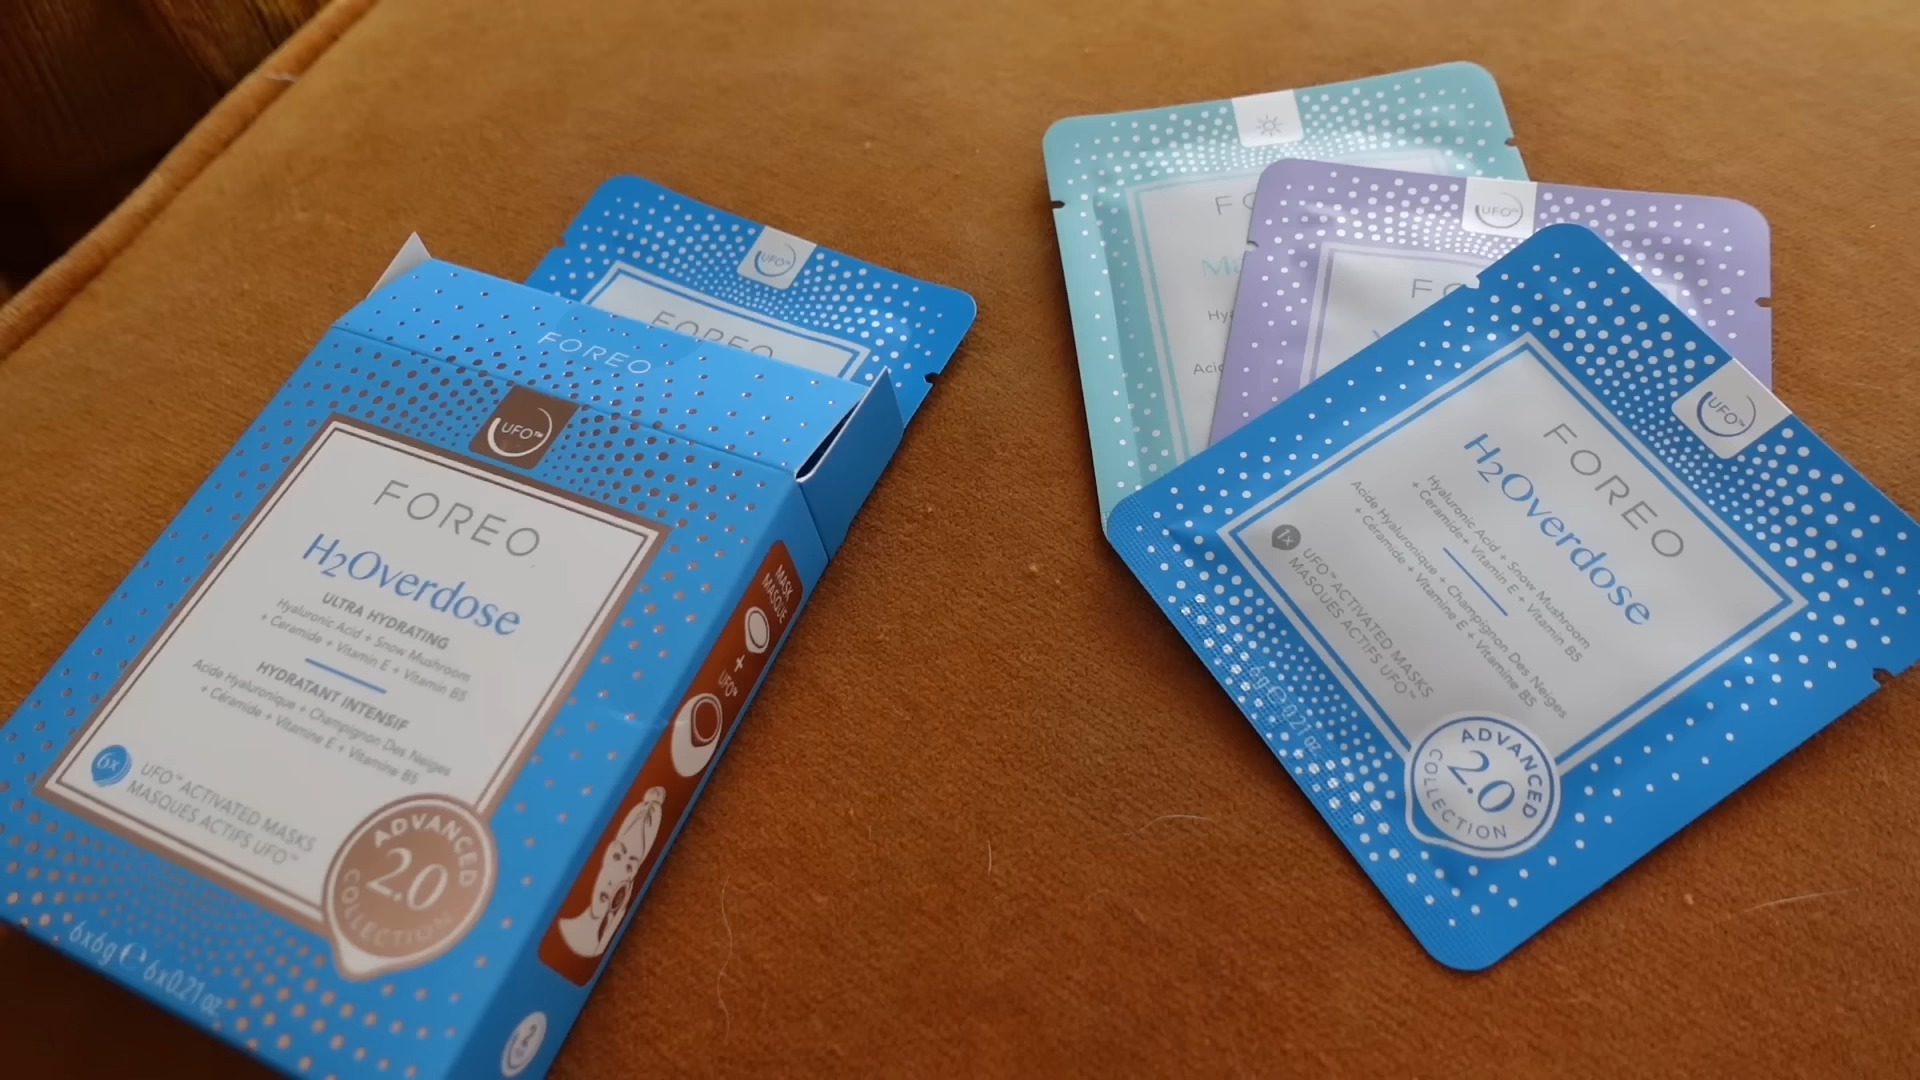 FOREO
UFO™
FOREO
H2Overdose
ULTRA HYDRATING
Hyaluronic Acid + Snow Mushroom
+ Ceramide + Vitamin E + Vitamin B5
HYDRATANT INTENSIF
Acide Hyaluronique + Champignon Des Neiges
+ Céramide + Vitamine E + Vitamine B5
6x
UFO™ ACTIVATED MASKS
MASQUES ACTIFS UFO™
ADVANCED
2.0
COLLECTION
6x6g e 6x0.21 oz.
MASK
MASQUE
+
UFO™
UFO™
FOREO
UFO™
UFO™
FOREO
H2Overdose
Hyaluronic Acid + Snow Mushroom
+ Ceramide + Vitamin E + Vitamin B5
Acide Hyaluronique + Champignon Des Neiges
+ Céramide + Vitamine E + Vitamine B5
1x
UFO™ ACTIVATED MASKS
MASQUES ACTIFS UFO™
ADVANCED
2.0
COLLECTION
6g e 0.21 oz.